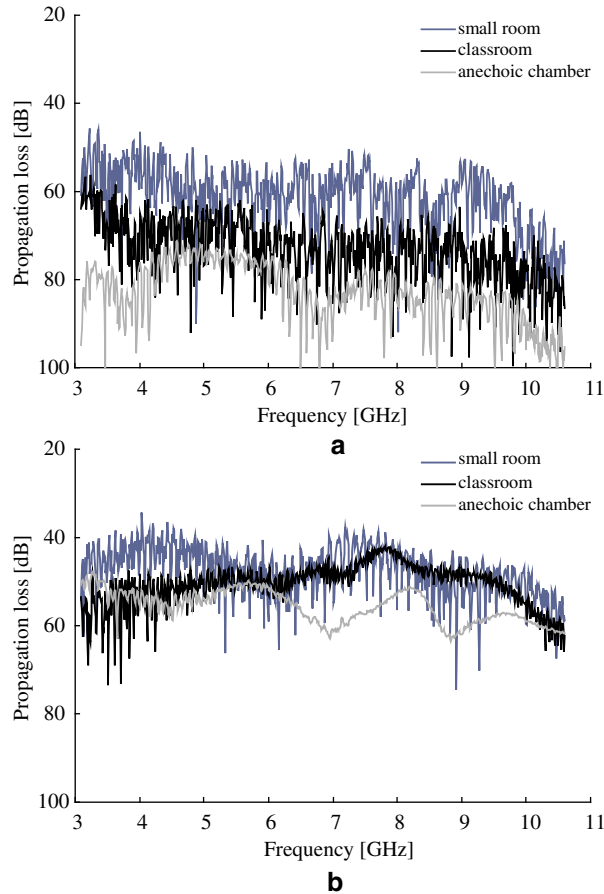 small room
classroom
anechoic chamber
Propagation loss [dB]
20
40
60
80
100
3 4 5 6 7 8 9 10 11
Frequency [GHz]
a
small room
classroom
anechoic chamber
Propagation loss [dB]
20
40
60
80
100
3 4 5 6 7 8 9 10 11
Frequency [GHz]
b